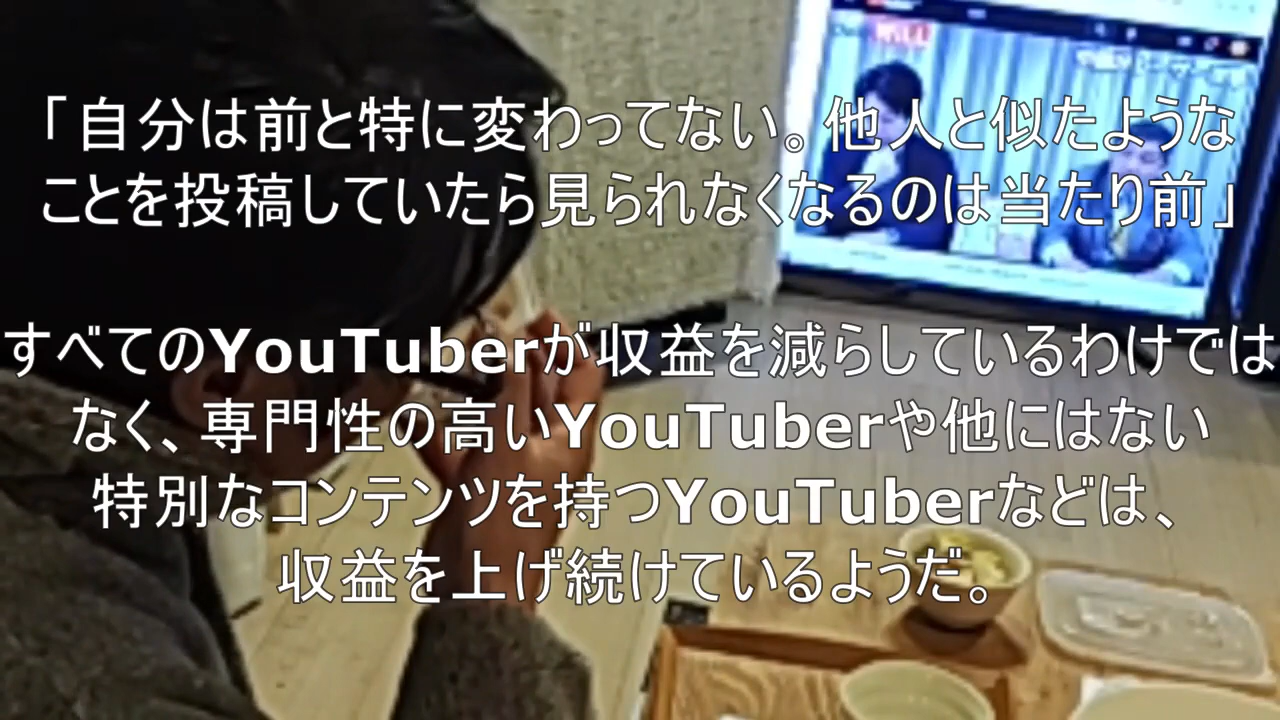 「自分は前と特に変わってない。他人と似たような
ことを投稿していたら見られなくなるのは当たり前」
すべてのYouTuberが収益を減らしているわけでは
なく、専門性の高いYouTuberや他にはない
特別なコンテンツを持つYouTuberなどは、
収益を上げ続けているようだ。